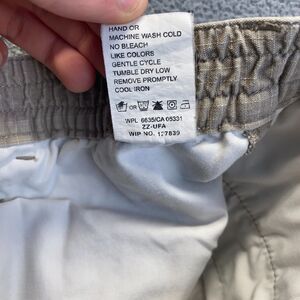 HAND OR
MACHINE WASH COLD
NO BLEACH
LIKE COLORS
GENTLE CYCLE
TUMBLE DRY LOW
REMOVE PROMPTLY
COOL IRON
OR
WPL 6635/CA 05331
ZZ-UFA
WIP NO. 127839